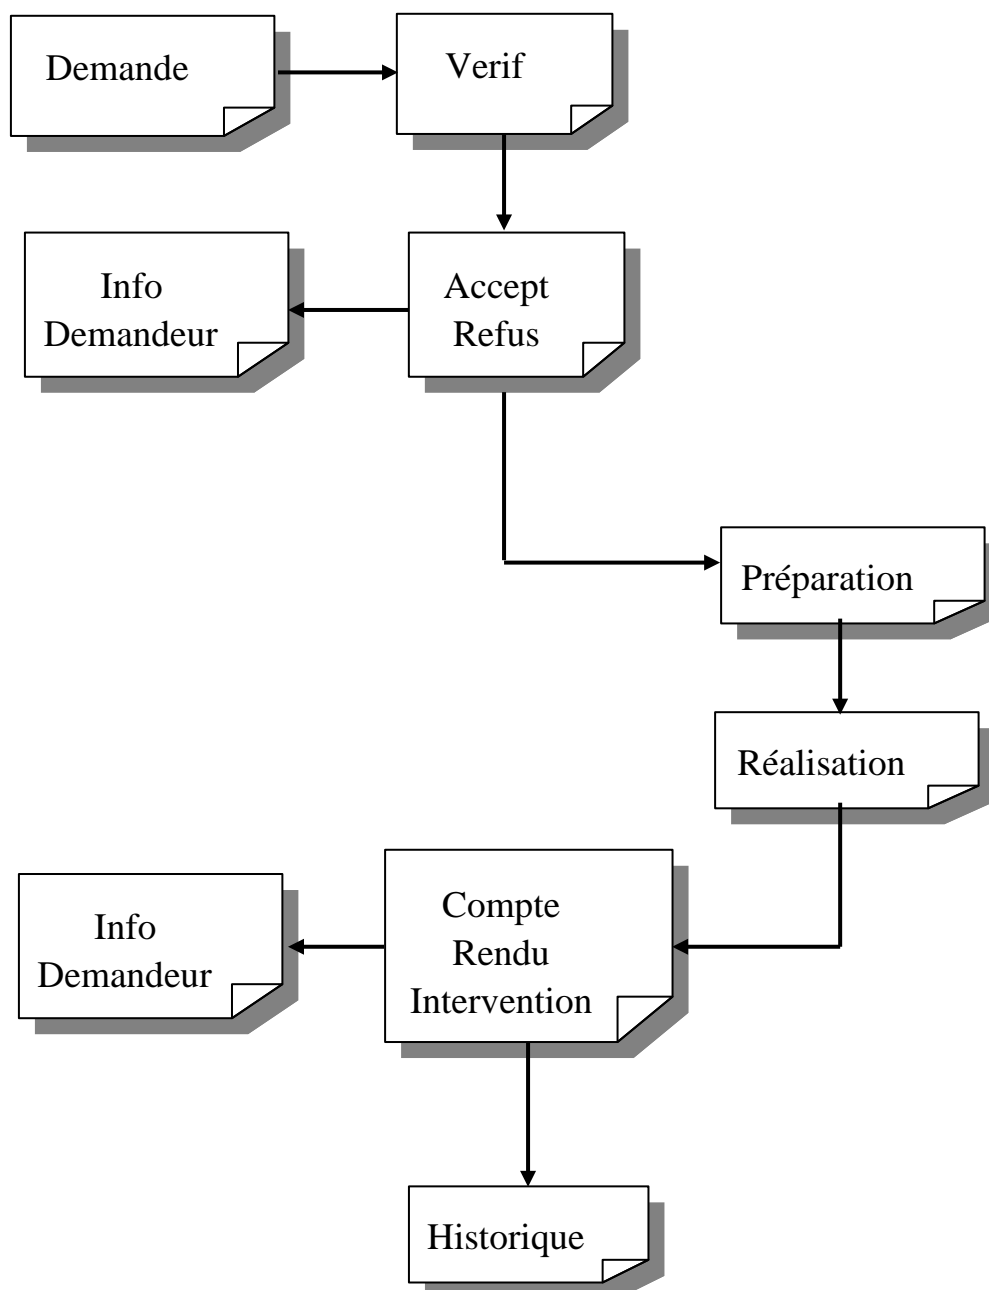 Demande
Verif
Info
Demandeur
Accept
Refus
Préparation
Réalisation
Info
Demandeur
Compte
Rendu
Intervention
Historique